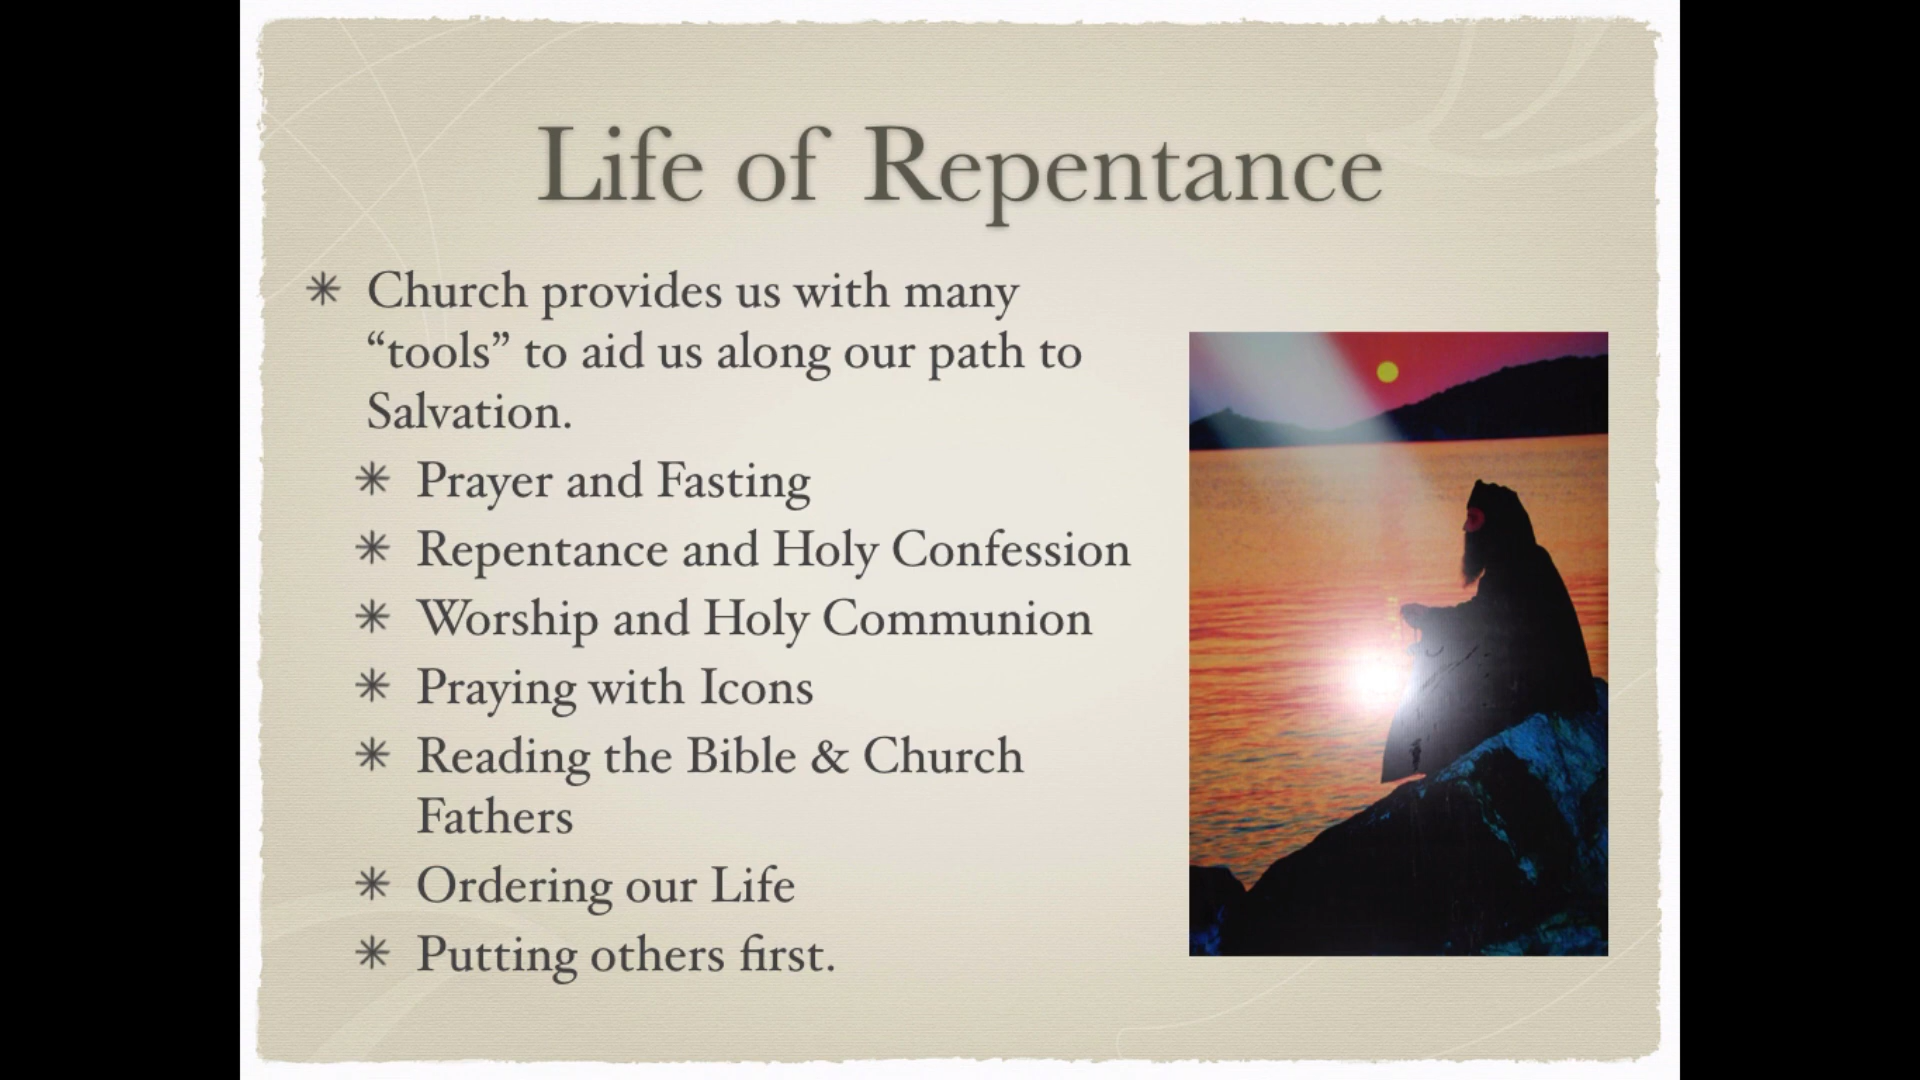 Life of Repentance
Church provides us with many
“tools” to aid us along our path to
Salvation.
Prayer and Fasting
Repentance and Holy Confession
Worship and Holy Communion
Praying with Icons
Reading the Bible & Church
Fathers
Ordering our Life
Putting others first.